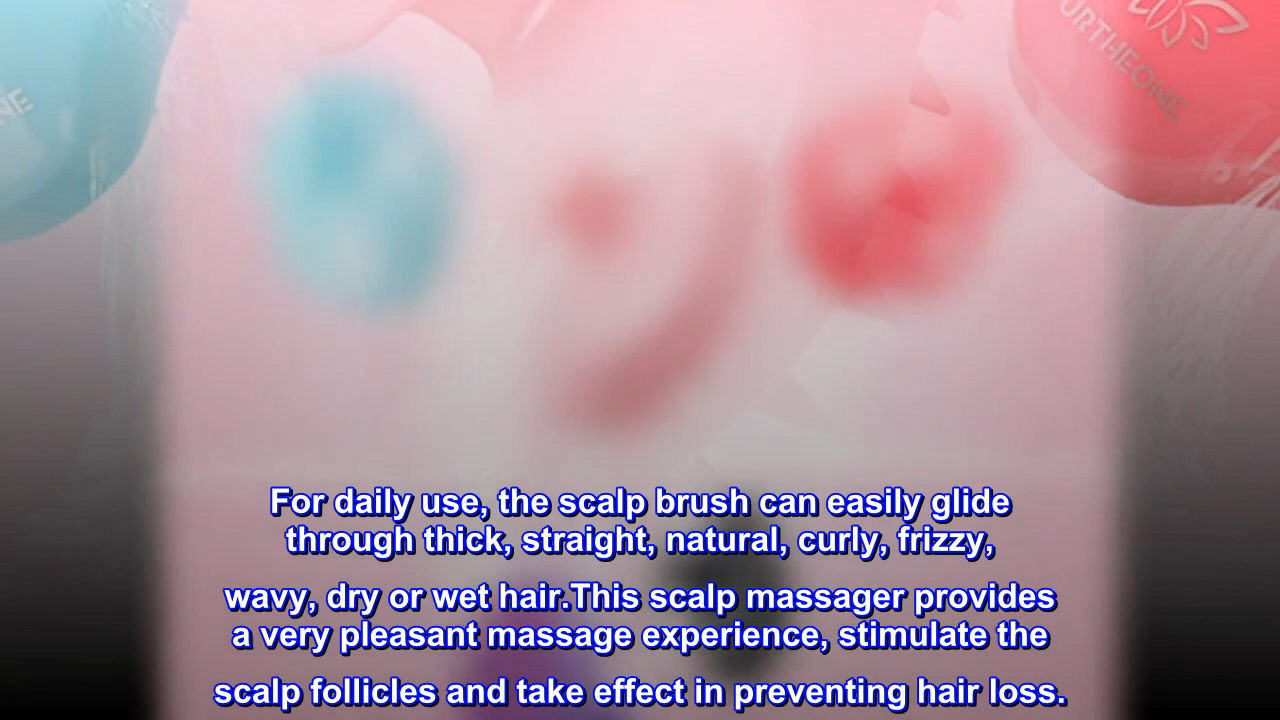 URTHEONE
For daily use, the scalp brush can easily glide
through thick, straight, natural, curly, frizzy,
wavy, dry or wet hair.This scalp massager provides
a very pleasant massage experience, stimulate the
scalp follicles and take effect in preventing hair loss.